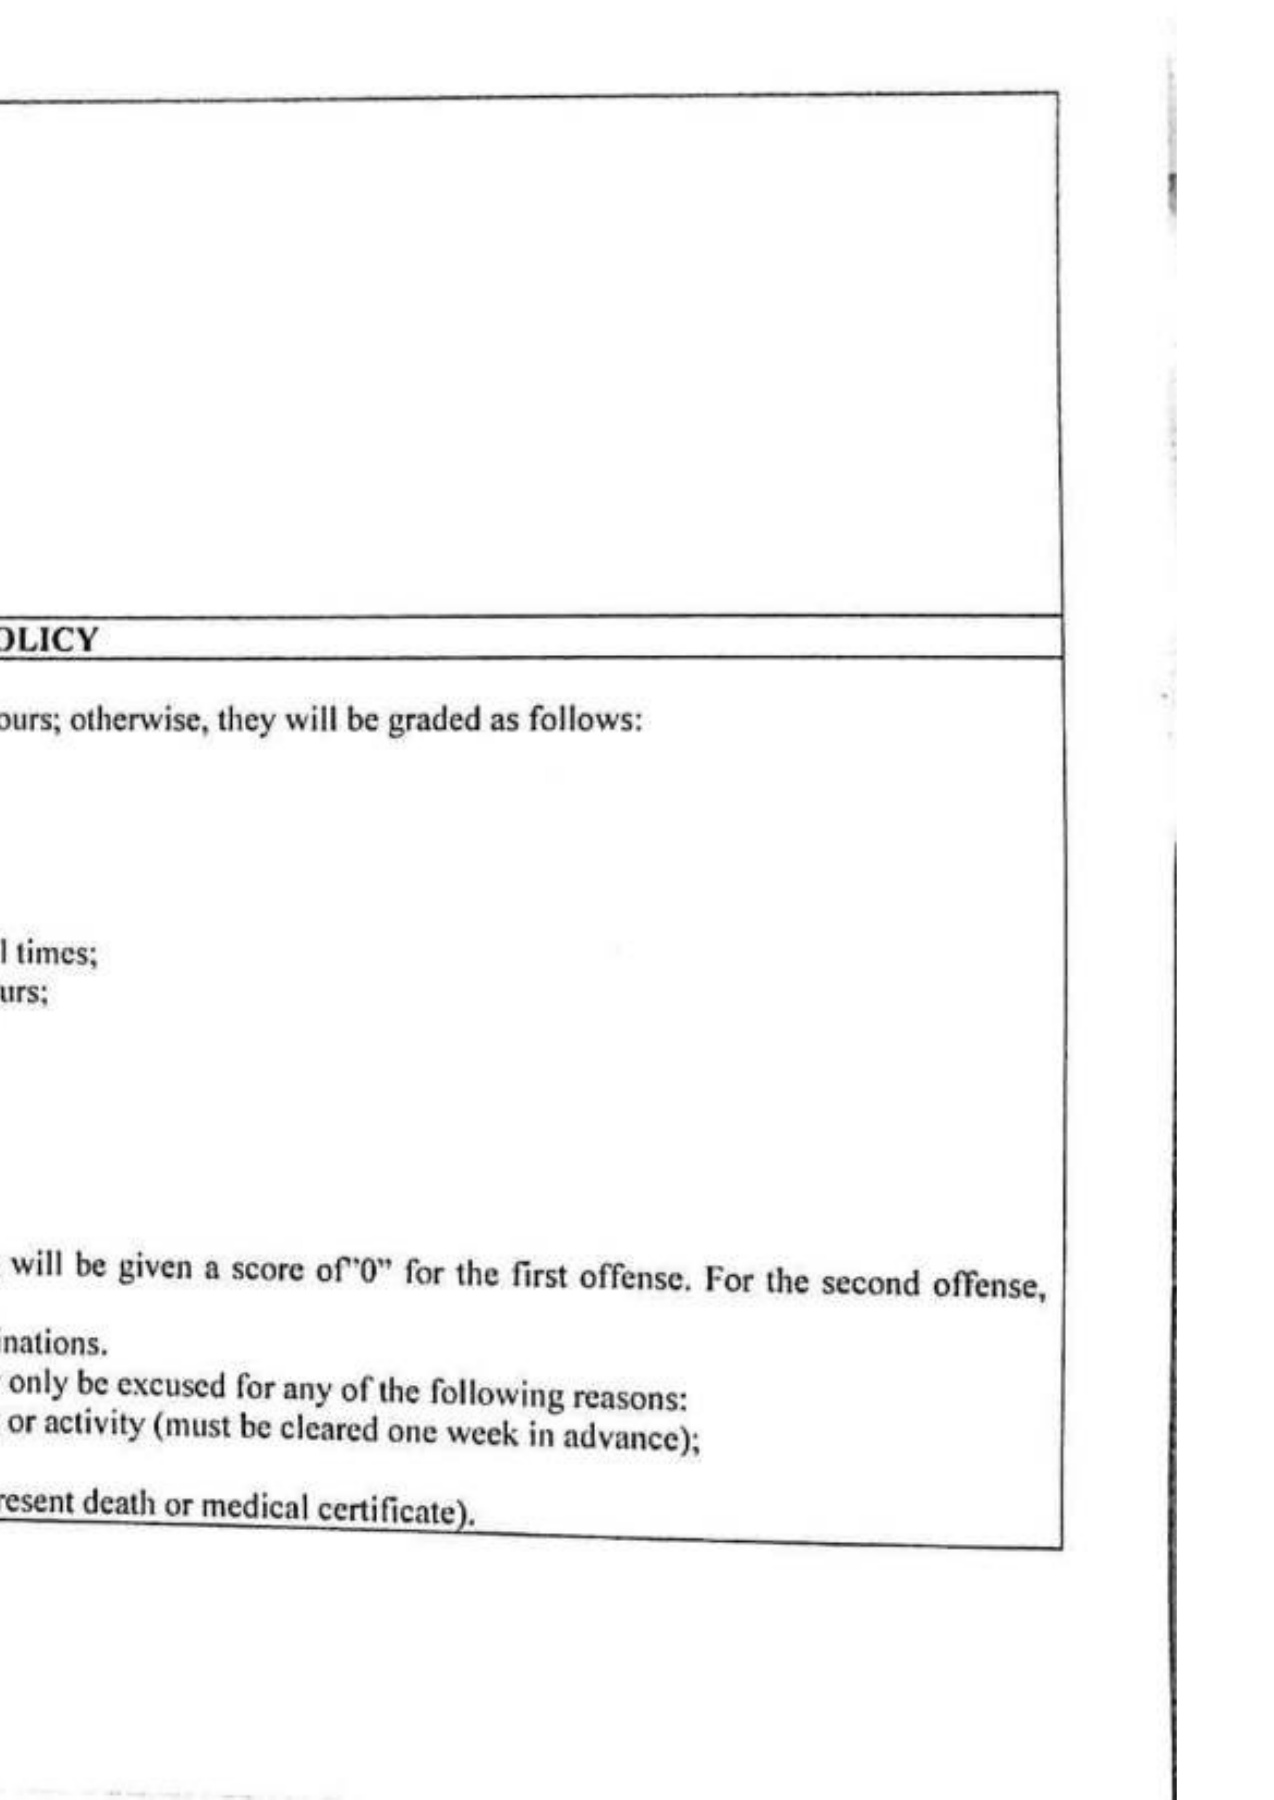 OLICY
ours; otherwise, they will be graded as follows:
l times;
urs;
will be given a score of"0" for the first offense. For the second offense,
inations.
only be excused for any of the following reasons:
or activity (must be cleared one week in advance);
resent death or medical certificate).